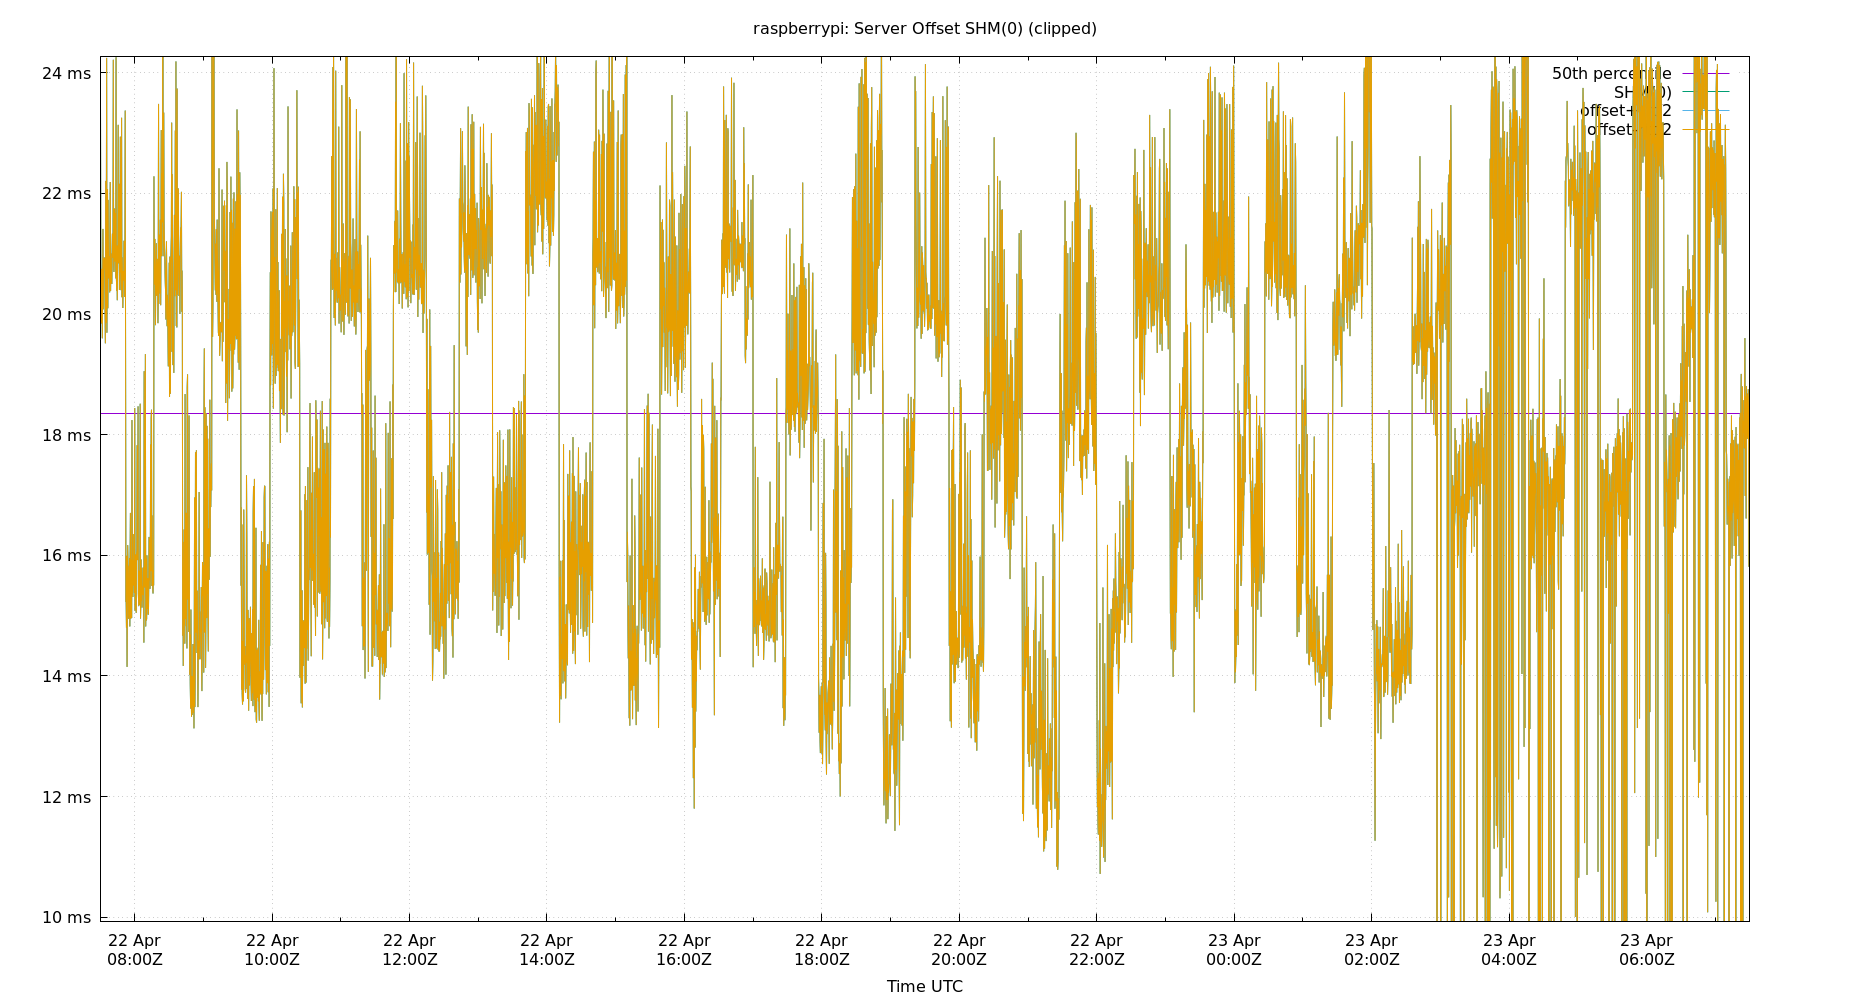 raspberrypi: Server Offset SHM(0) (clipped)
24 ms
22 ms
20 ms
18 ms
16 ms
14 ms
12 ms
10 ms
50th percentile
22 Apr 08:00Z
22 Apr 10:00Z
22 Apr 12:00Z
22 Apr 14:00Z
22 Apr 16:00Z
22 Apr 18:00Z
22 Apr 20:00Z
22 Apr 22:00Z
23 Apr 00:00Z
23 Apr 02:00Z
23 Apr 04:00Z
23 Apr 06:00Z
Time UTC